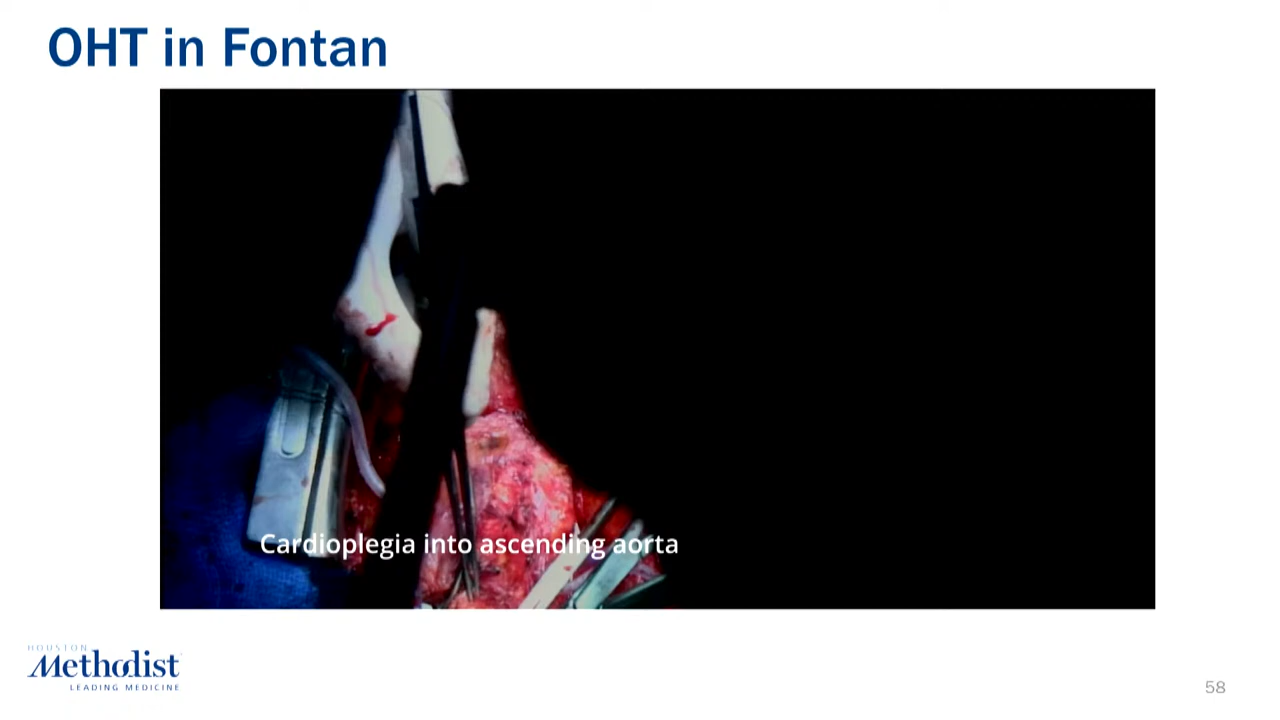 OHT in Fontan
Cardioplegia into ascending aorta
HOUSTON
Methodist
LEADING MEDICINE
58